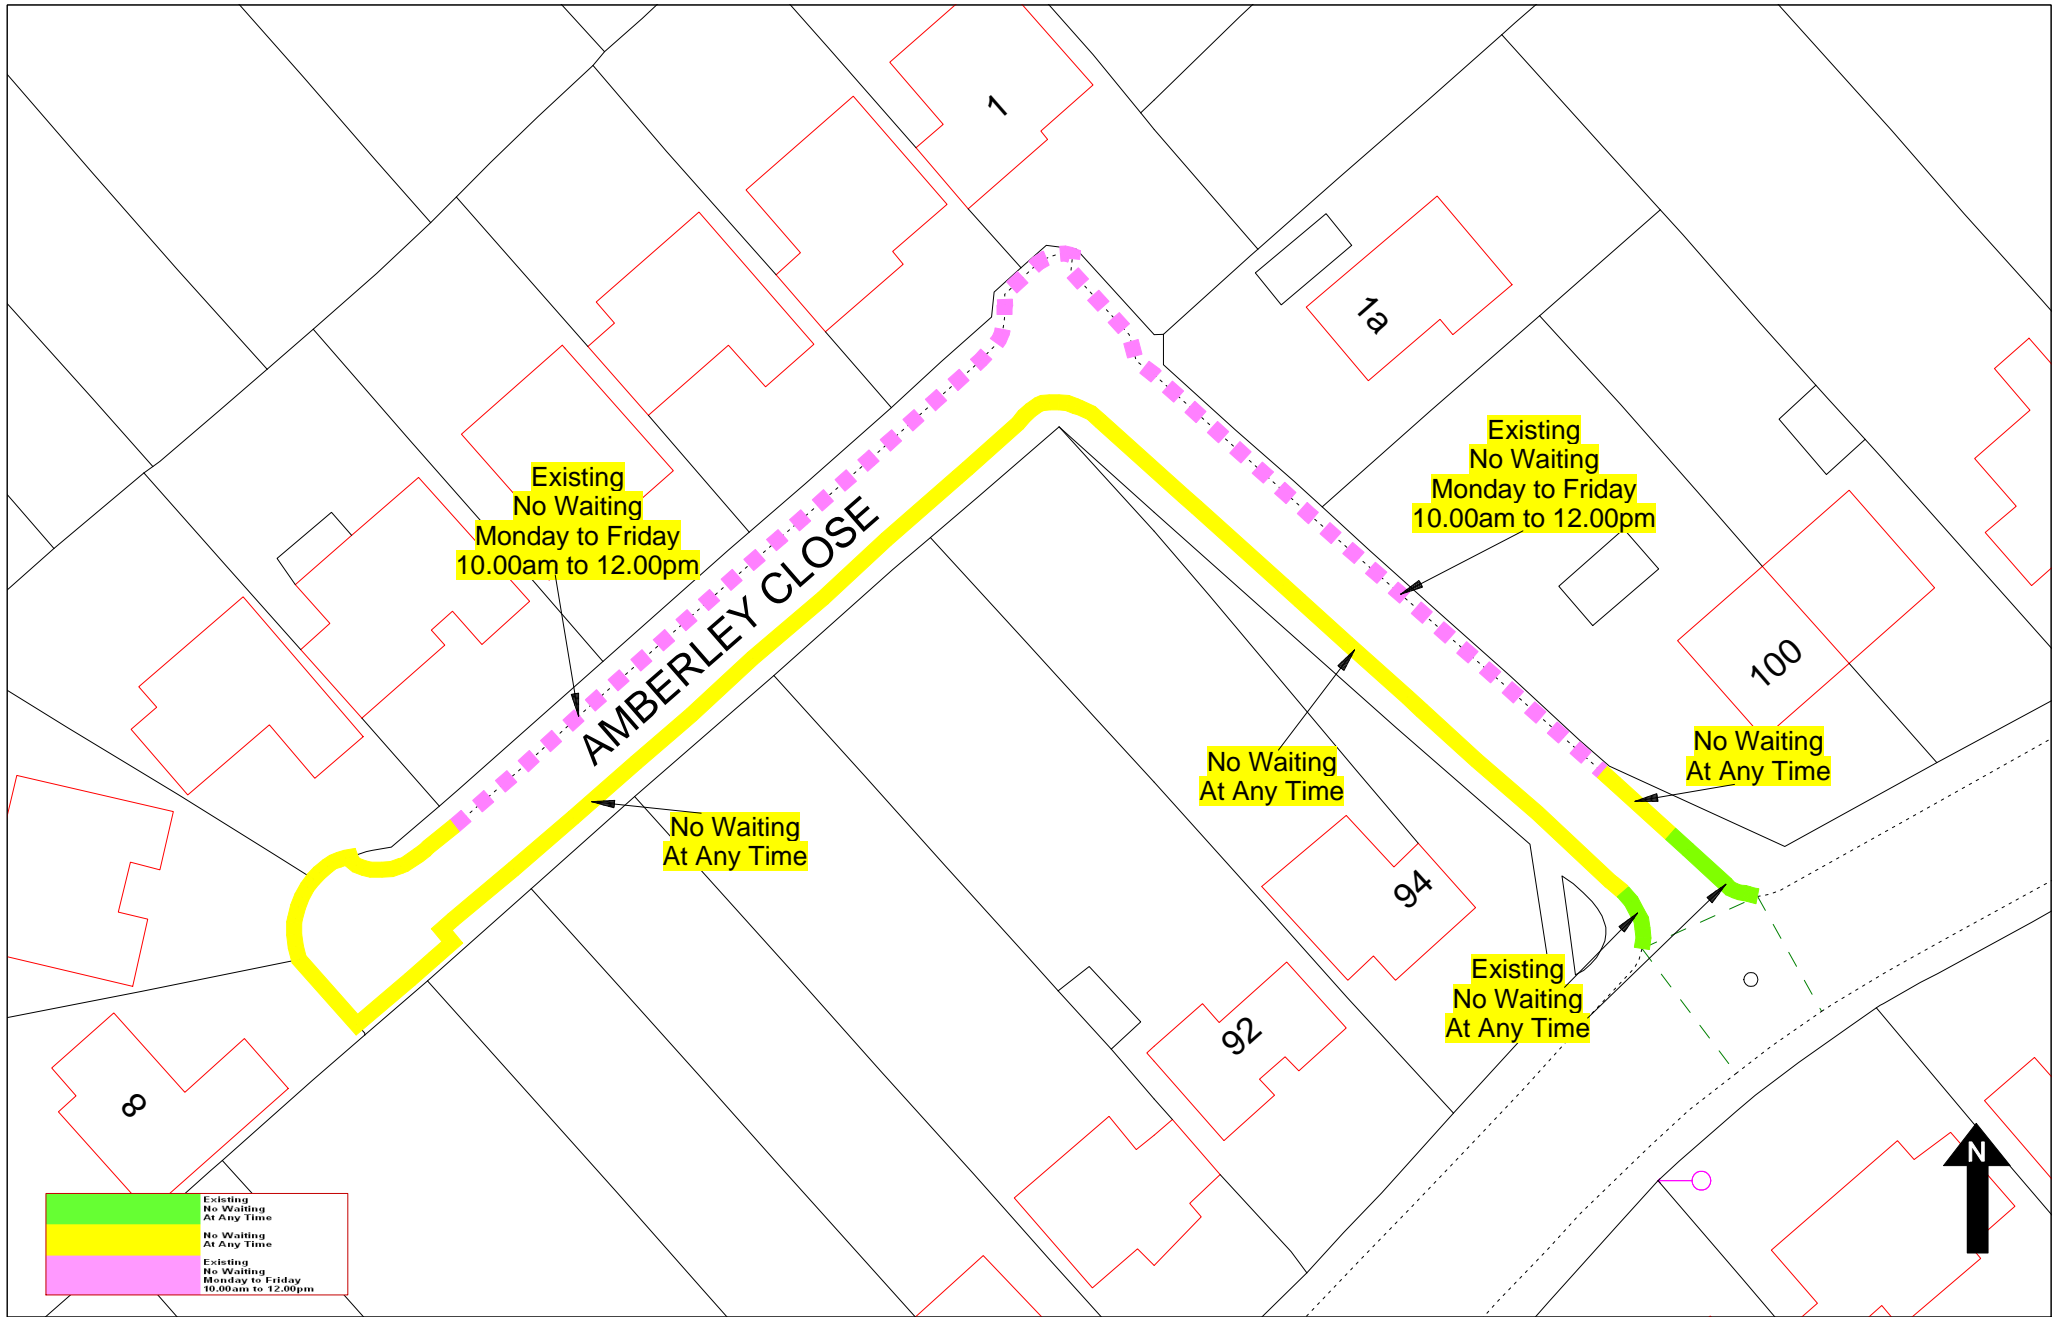 1
1a
Existing
No Waiting
Monday to Friday
10.00am to 12.00pm
Existing
No Waiting
Monday to Friday
10.00am to 12.00pm
AMBERLEY CLOSE
100
No Waiting
At Any Time
No Waiting
At Any Time
No Waiting
At Any Time
94
Existing
No Waiting
At Any Time
92
8
N
Existing
No Waiting
At Any Time
No Waiting
At Any Time
Existing
No Waiting
Monday to Friday
10.00am to 12.00pm